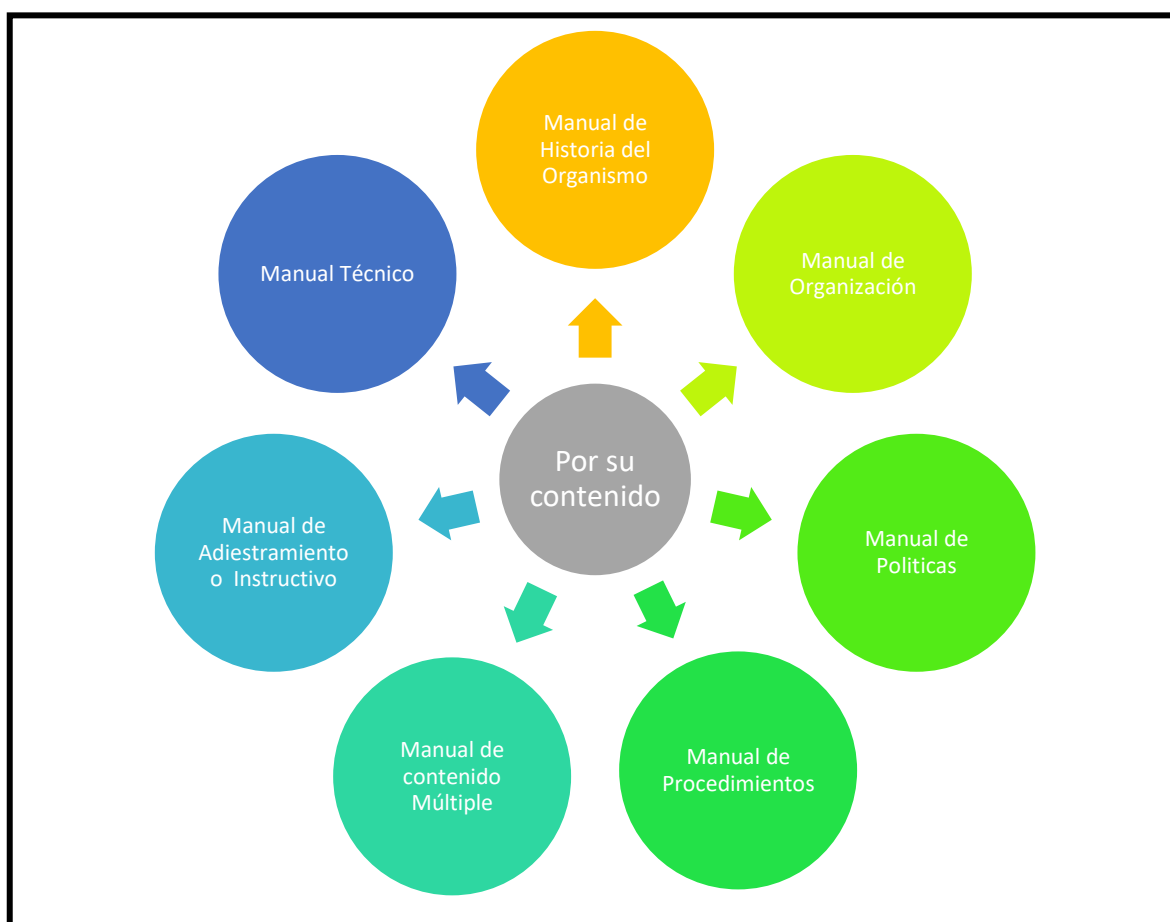 Manual de
Historia del
Organismo
Manual de
Organización
Manual de
Politicas
Manual de
Procedimientos
Manual de
contenido
Múltiple
Manual de
Adiestramiento
o Instructivo
Manual Técnico
Por su
contenido